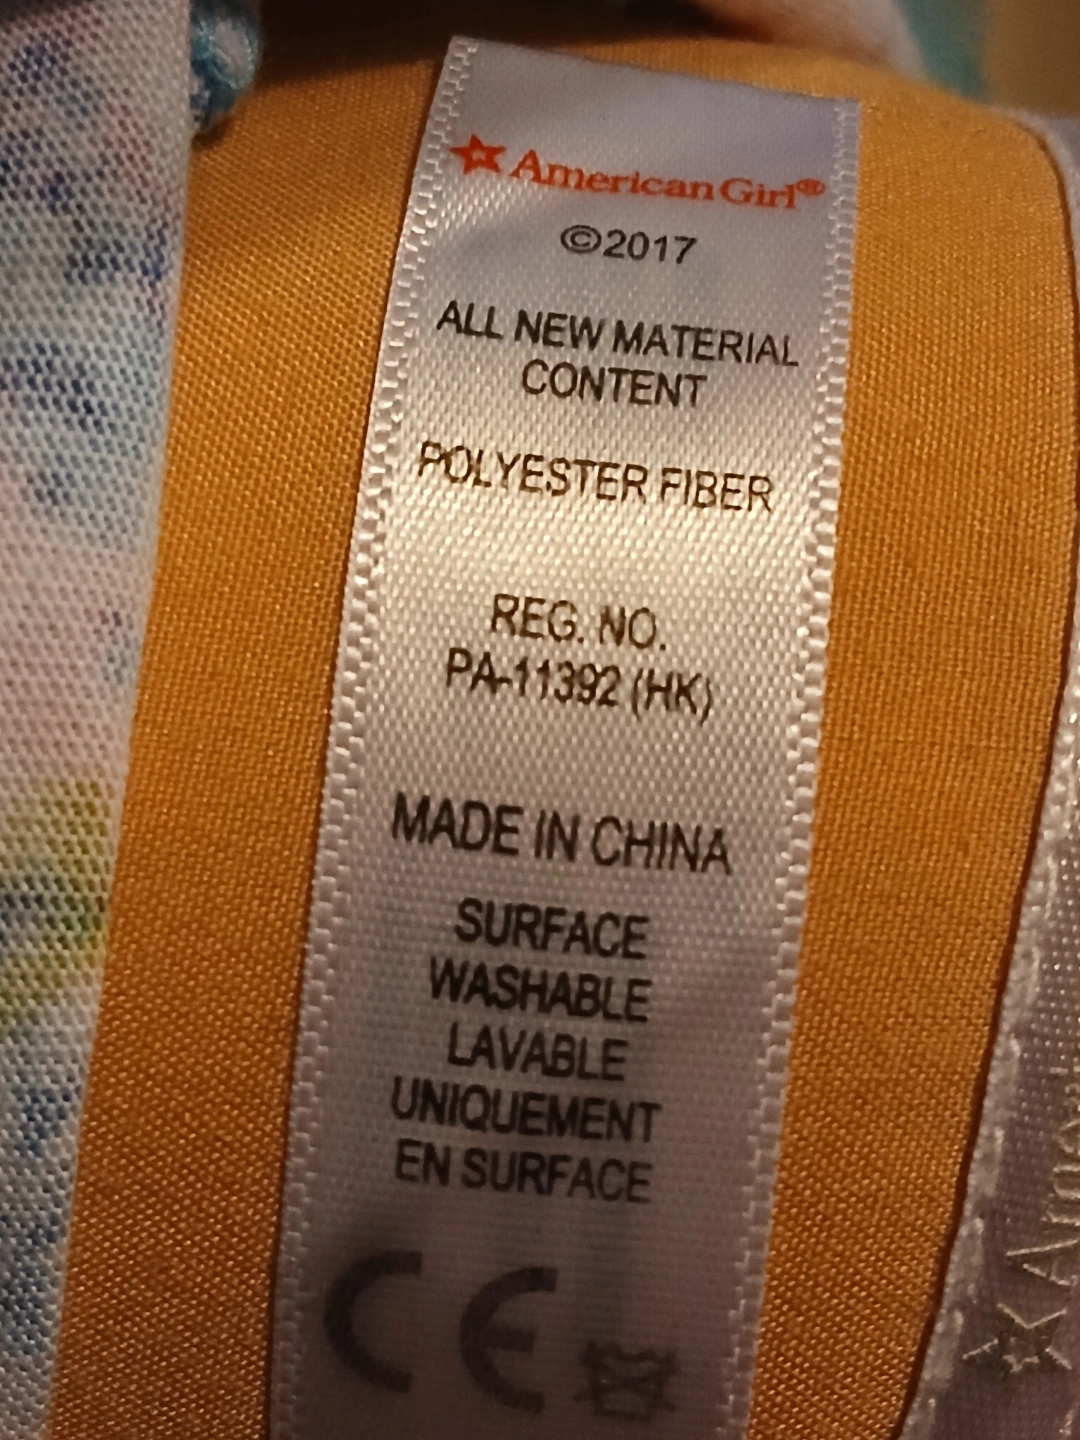 American Girl®
©2017
ALL NEW MATERIAL
CONTENT
POLYESTER FIBER
REG. NO.
PA-11392 (HK)
MADE IN CHINA
SURFACE
WASHABLE
LAVABLE
UNIQUEMENT
EN SURFACE
CE